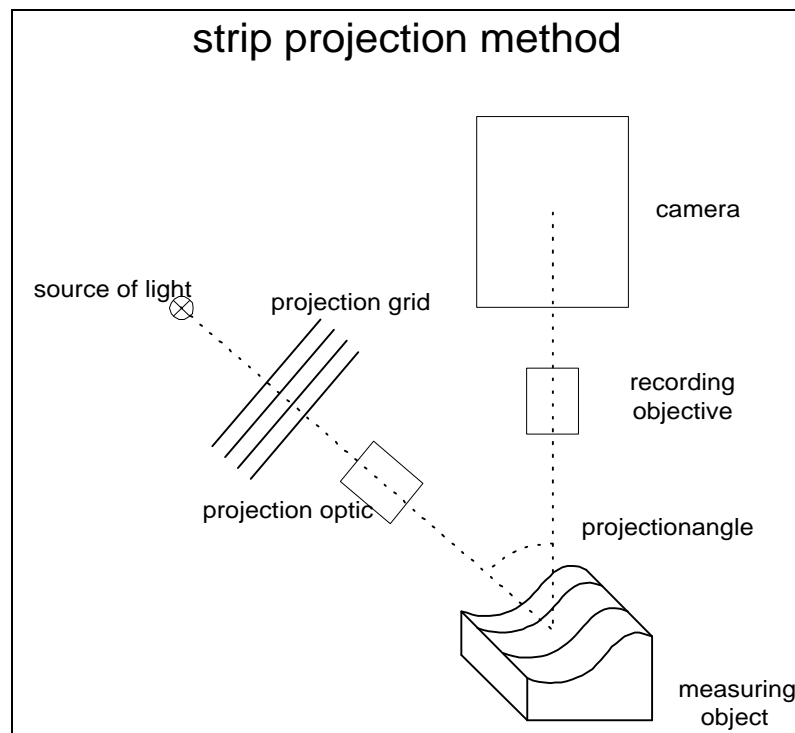 strip projection method
camera
source of light
projection grid
recording
objective
projection optic
projectionangle
measuring
object